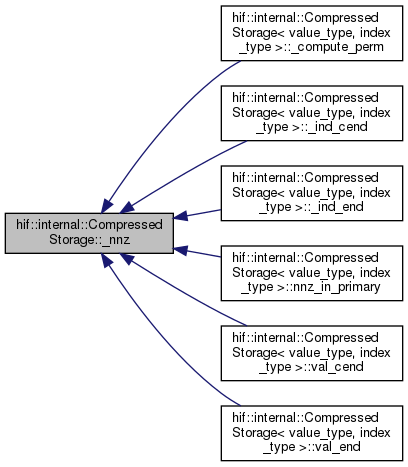 hif::internal::Compressed
Storage::_nnz
hif::internal::Compressed
Storage< value_type, index
_type >::_compute_perm
hif::internal::Compressed
Storage< value_type, index
_type >::_ind_cend
hif::internal::Compressed
Storage< value_type, index
_type >::_ind_end
hif::internal::Compressed
Storage< value_type, index
_type >::nnz_in_primary
hif::internal::Compressed
Storage< value_type, index
_type >::val_cend
hif::internal::Compressed
Storage< value_type, index
_type >::val_end